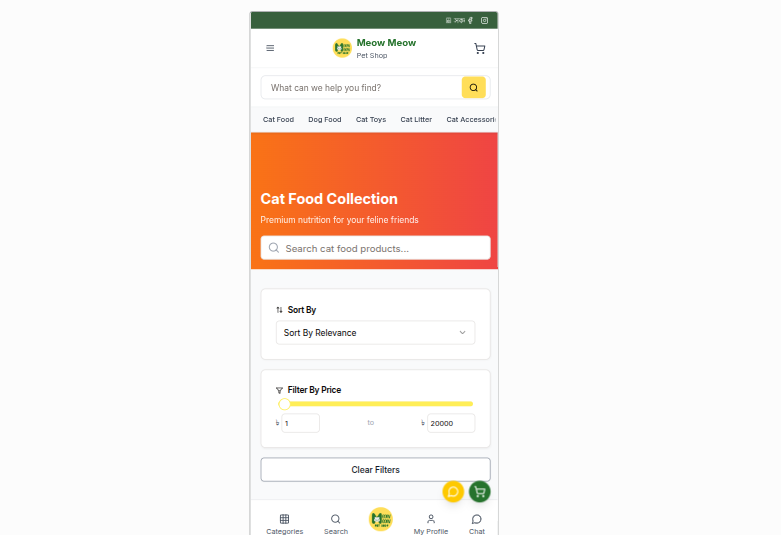 Meow Meow
Pet Shop
What can we help you find?
Cat Food Dog Food Cat Toys Cat Litter Cat Accessori
Cat Food Collection
Premium nutrition for your feline friends
Search cat food products...
Sort By
Sort By Relevance
Filter By Price
৳ 1 to ৳ 20000
Clear Filters
Categories Search My Profile Chat